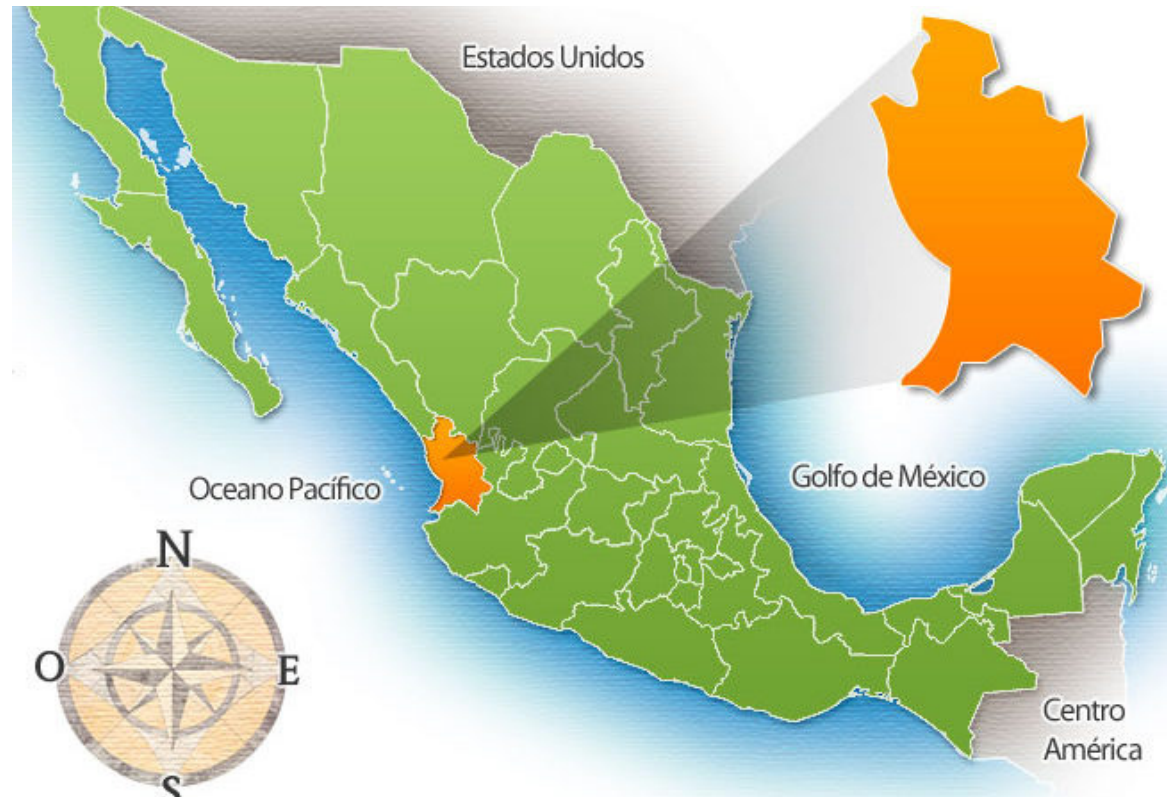 Estados Unidos
Oceano Pacífico
Golfo de México
N
O
E
S
Centro
América